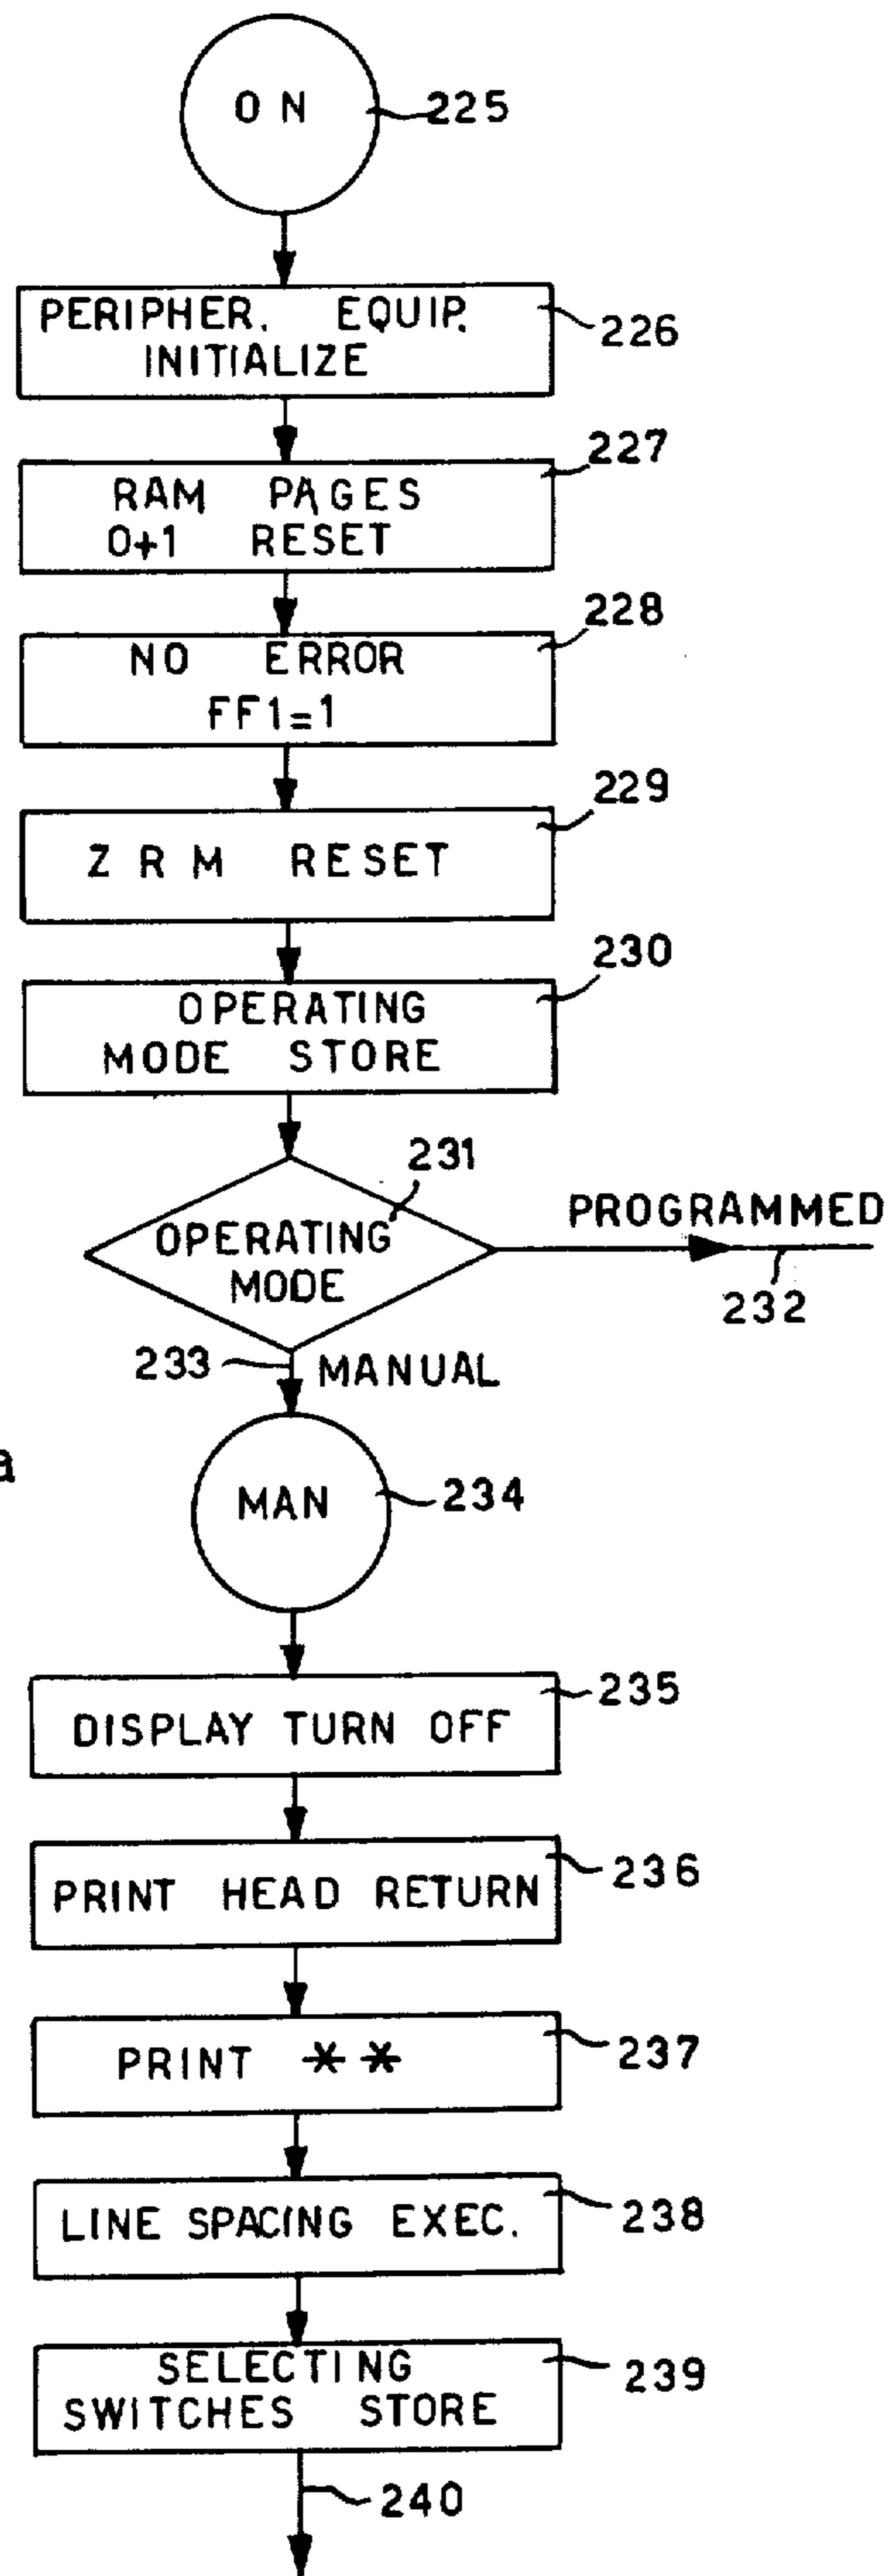 ON
225
PERIPHER. EQUIP.
INITIALIZE
226
227
RAM PAGES
0+1 RESET
228
NO ERROR
FF1=1
229
ZRM RESET
230
OPERATING
MODE STORE
231
OPERATING
MODE
PROGRAMMED
232
233
MANUAL
a
MAN
234
235
DISPLAY TURN OFF
236
PRINT HEAD RETURN
PRINT **
237
LINE SPACING EXEC.
238
SELECTING
SWITCHES STORE
239
240